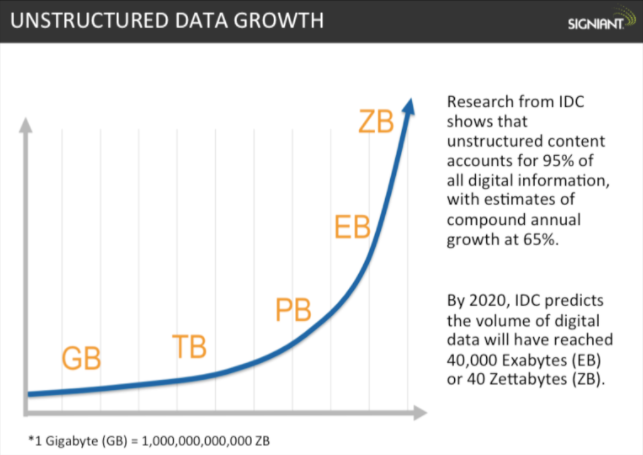 UNSTRUCTURED DATA GROWTH
SIGNIANT
ZB
EB
PB
TB
GB
Research from IDC
shows that
unstructured content
accounts for 95% of
all digital information,
with estimates of
compound annual
growth at 65%.
By 2020, IDC predicts
the volume of digital
data will have reached
40,000 Exabytes (EB)
or 40 Zettabytes (ZB).
*1 Gigabyte (GB) = 1,000,000,000,000 ZB